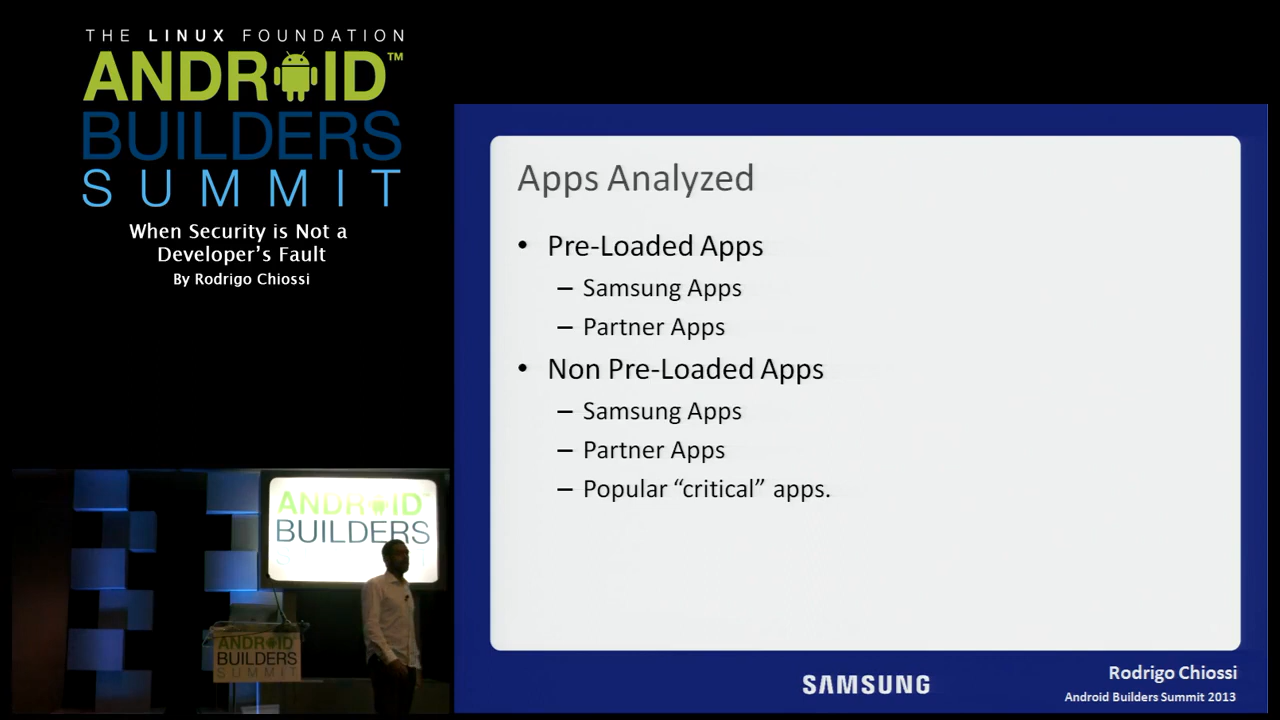 THE LINUX FOUNDATION
ANDROID™
BUILDERS
SUMMIT
When Security is Not a
Developer's Fault
By Rodrigo Chiossi
Apps Analyzed
• Pre-Loaded Apps
– Samsung Apps
– Partner Apps
• Non Pre-Loaded Apps
– Samsung Apps
– Partner Apps
– Popular “critical” apps.
SAMSUNG
Rodrigo Chiossi
Android Builders Summit 2013
ANDROID
BUILDERS
ANDROID
BUILDERS
SUMMIT